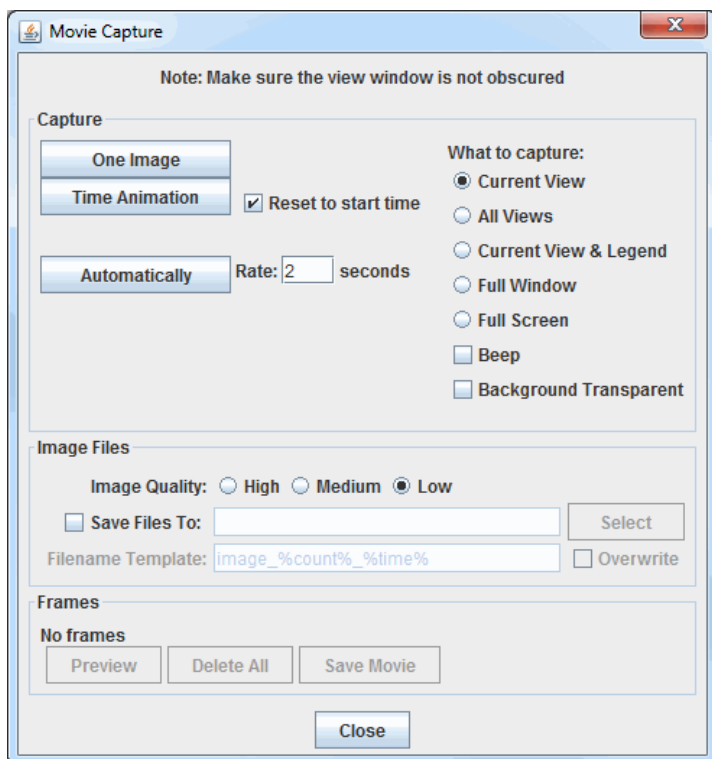 Movie Capture
Note: Make sure the view window is not obscured
Capture
One Image
Time Animation
Reset to start time
Automatically
Rate: 2 seconds
What to capture:
Current View
All Views
Current View & Legend
Full Window
Full Screen
Beep
Background Transparent
Image Files
Image Quality: High Medium Low
Save Files To: Select
Filename Template: image_%count%_%time% Overwrite
Frames
No frames
Preview Delete All Save Movie
Close